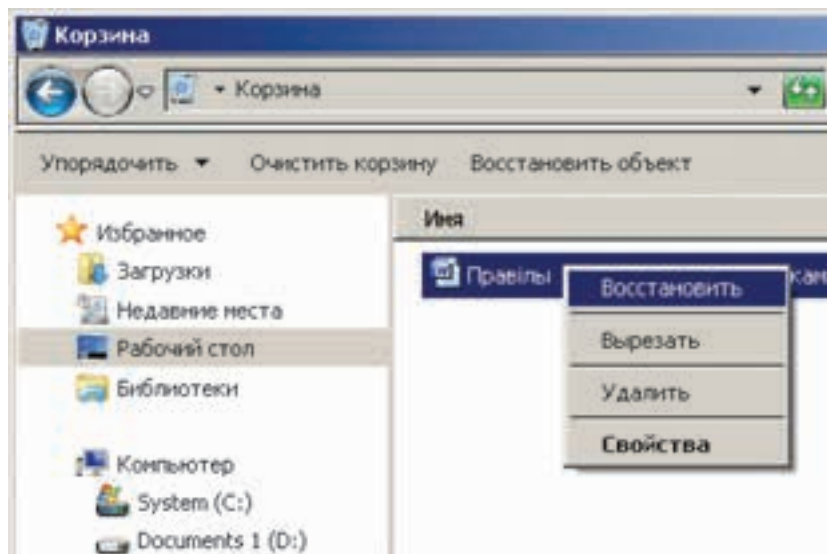 Корзина
Корзина
Упорядочить Очистить корзину Восстановить объект
Избранное
Загрузки
Недавние места
Рабочий стол
Библиотеки
Компьютер
System (C:)
Documents 1 (D:)
Имя
Правілы
Восстановить
Вырезать
Удалить
Свойства